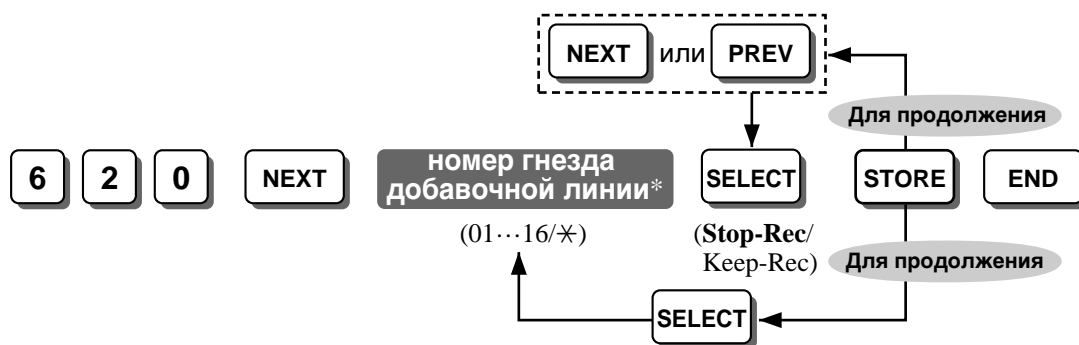 NEXT или PREV
Для продолжения
6 2 0 NEXT номер гнезда
добавочной линии* SELECT STORE END
(01···16/✳) (Stop-Rec/
Keep-Rec) Для продолжения
SELECT